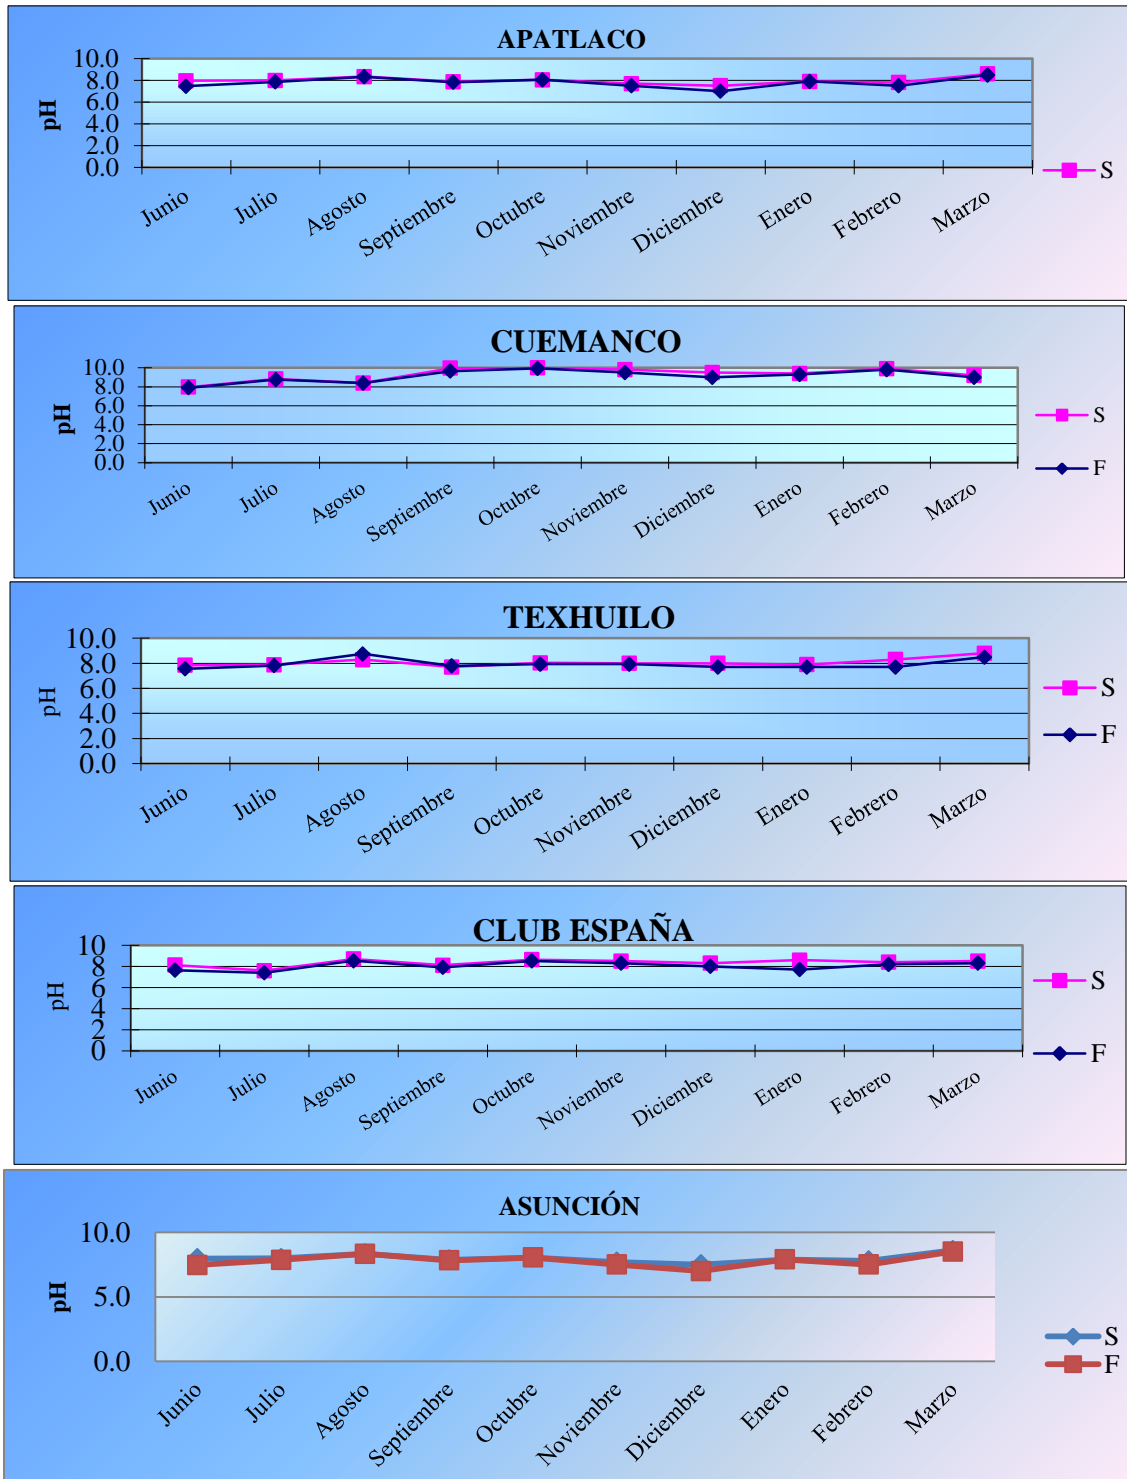 APATLACO
pH
10.0
8.0
6.0
4.0
2.0
0.0
Junio
Julio
Agosto
Septiembre
Octubre
Noviembre
Diciembre
Enero
Febrero
Marzo
S
CUEMANCO
pH
10.0
8.0
6.0
4.0
2.0
0.0
Junio
Julio
Agosto
Septiembre
Octubre
Noviembre
Diciembre
Enero
Febrero
Marzo
S
F
TEXHUILO
pH
10.0
8.0
6.0
4.0
2.0
0.0
Junio
Julio
Agosto
Septiembre
Octubre
Noviembre
Diciembre
Enero
Febrero
Marzo
S
F
CLUB ESPAÑA
pH
10
8
6
4
2
0
Junio
Julio
Agosto
Septiembre
Octubre
Noviembre
Diciembre
Enero
Febrero
Marzo
S
F
ASUNCIÓN
pH
10.0
5.0
0.0
Junio
Julio
Agosto
Septiembre
Octubre
Noviembre
Diciembre
Enero
Febrero
Marzo
S
F